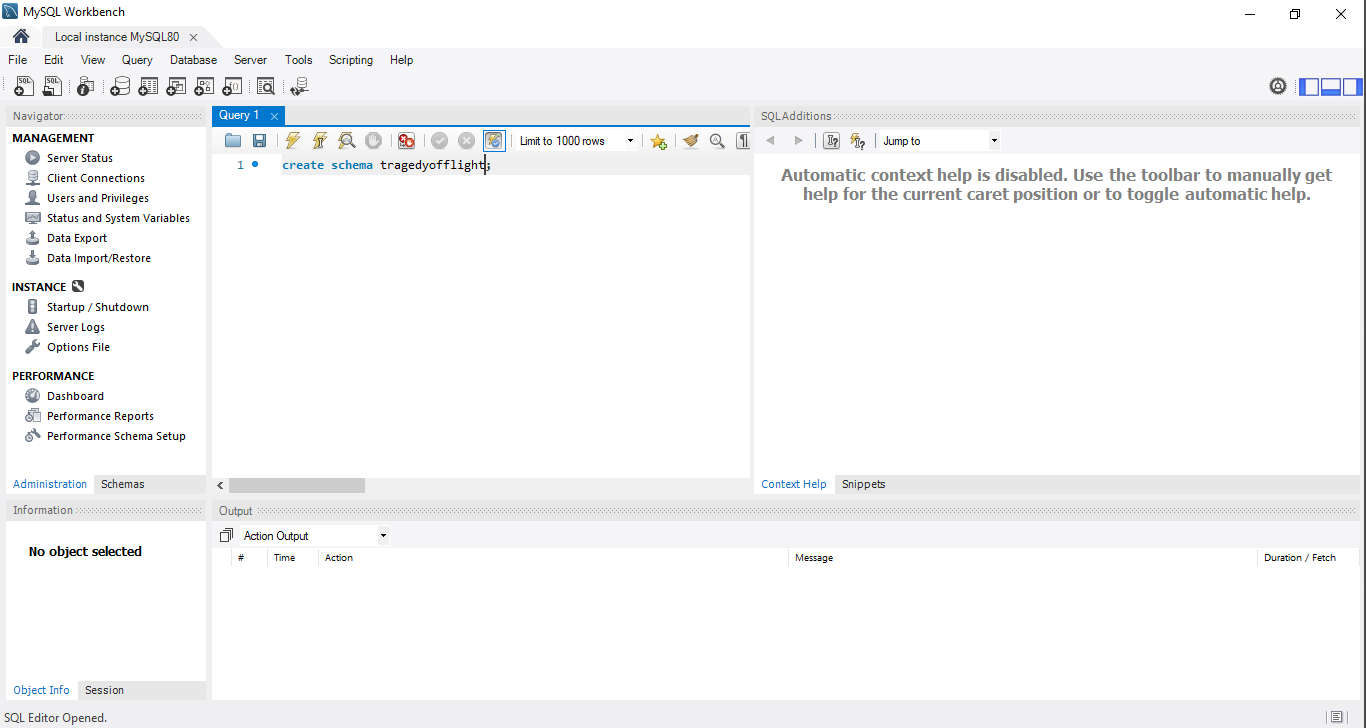 MySQL Workbench
Local instance MySQL80
File Edit View Query Database Server Tools Scripting Help
Navigator
MANAGEMENT
Server Status
Client Connections
Users and Privileges
Status and System Variables
Data Export
Data Import/Restore
INSTANCE
Startup / Shutdown
Server Logs
Options File
PERFORMANCE
Dashboard
Performance Reports
Performance Schema Setup
Administration Schemas
Information
No object selected
Object Info Session
Query 1
Limit to 1000 rows
1 create schema tragedyofflight;
SQLAdditions
Jump to
Automatic context help is disabled. Use the toolbar to manually get
help for the current caret position or to toggle automatic help.
Context Help Snippets
Output
Action Output
# Time Action Message Duration / Fetch
SQL Editor Opened.